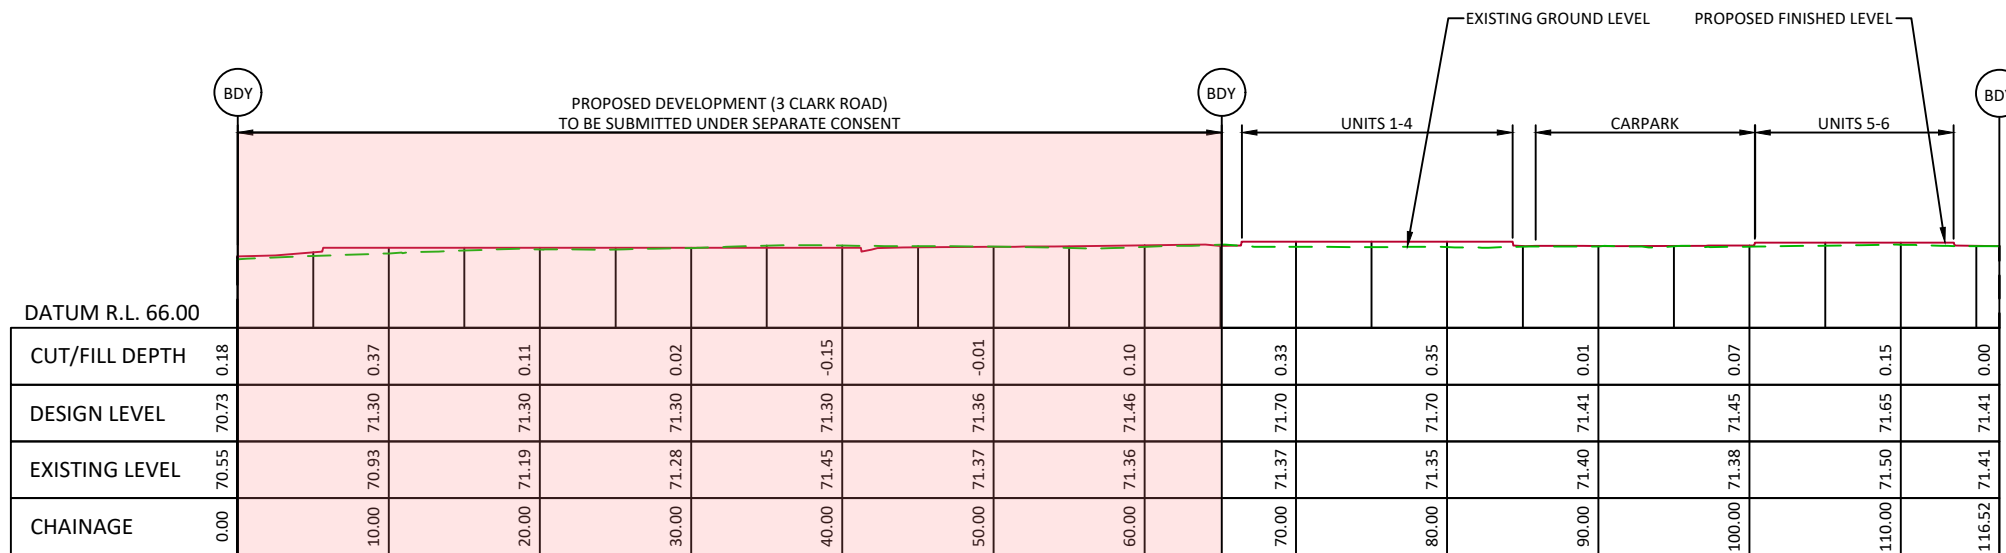 EXISTING GROUND LEVEL PROPOSED FINISHED LEVEL
BDY BDY BDY
PROPOSED DEVELOPMENT (3 CLARK ROAD)
TO BE SUBMITTED UNDER SEPARATE CONSENT
UNITS 1-4 CARPARK UNITS 5-6
DATUM R.L. 66.00
CUT/FILL DEPTH 0.18 0.37 0.11 0.02 -0.15 -0.01 0.10 0.33 0.35 0.01 0.07 0.15 0.00
DESIGN LEVEL 70.73 71.30 71.30 71.30 71.30 71.36 71.46 71.70 71.70 71.41 71.45 71.65 71.41
EXISTING LEVEL 70.55 70.93 71.19 71.28 71.45 71.37 71.36 71.37 71.35 71.40 71.38 71.50 71.41
CHAINAGE 0.00 10.00 20.00 30.00 40.00 50.00 60.00 70.00 80.00 90.00 100.00 110.00 116.52